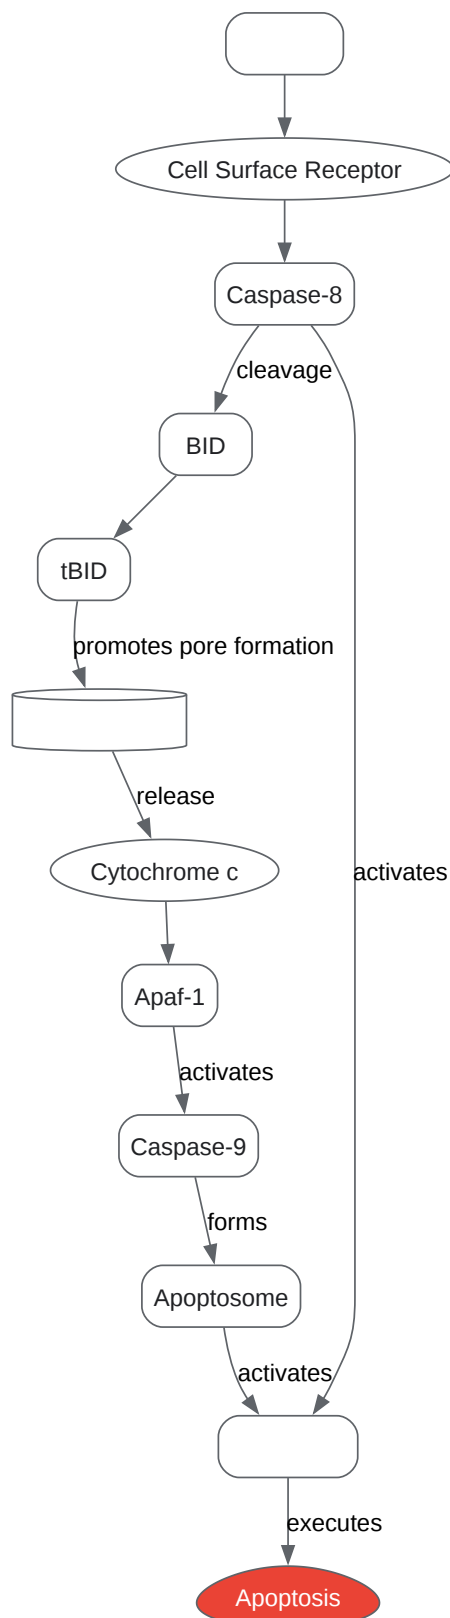 Cell Surface Receptor
Caspase-8
cleavage
BID
tBID
promotes pore formation
release
Cytochrome c
activates
Apaf-1
activates
Caspase-9
forms
Apoptosome
activates
executes
Apoptosis